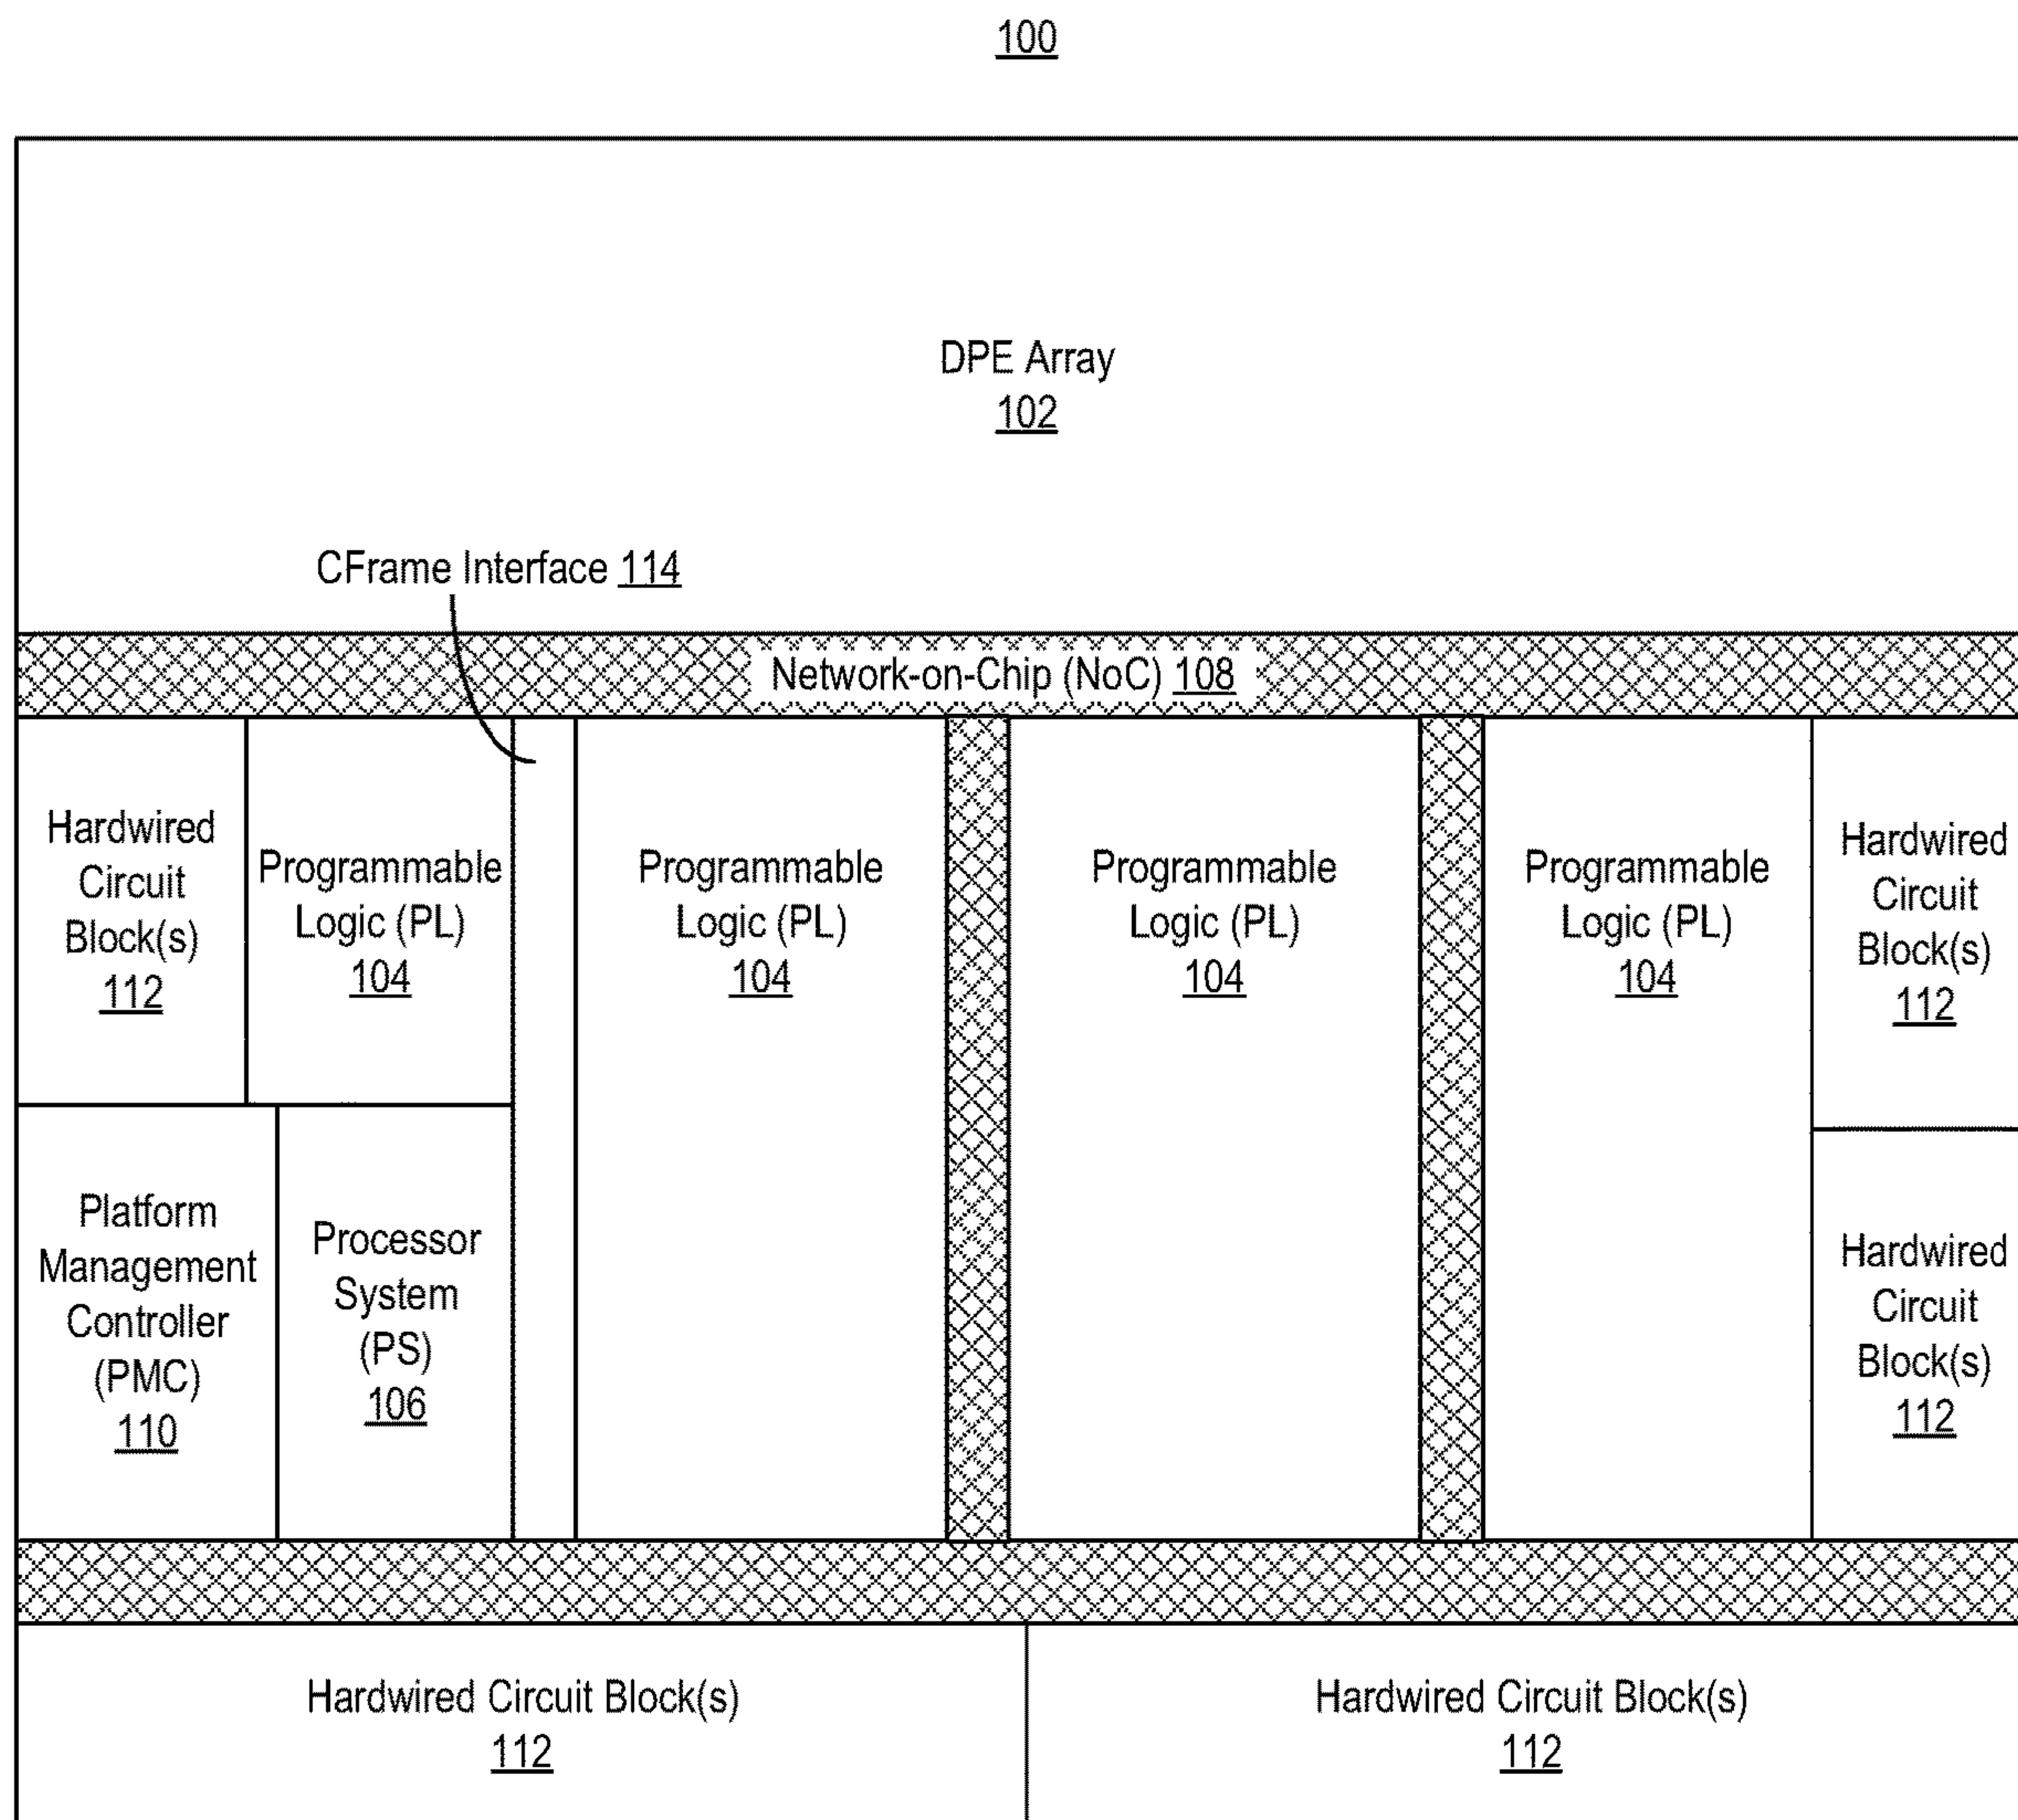 100
DPE Array
102
CFrame Interface 114
Network-on-Chip (NoC) 108
Hardwired
Circuit
Block(s)
112
Programmable
Logic (PL)
104
Programmable
Logic (PL)
104
Programmable
Logic (PL)
104
Programmable
Logic (PL)
104
Hardwired
Circuit
Block(s)
112
Platform
Management
Controller
(PMC)
110
Processor
System
(PS)
106
Hardwired
Circuit
Block(s)
112
Hardwired Circuit Block(s)
112
Hardwired Circuit Block(s)
112